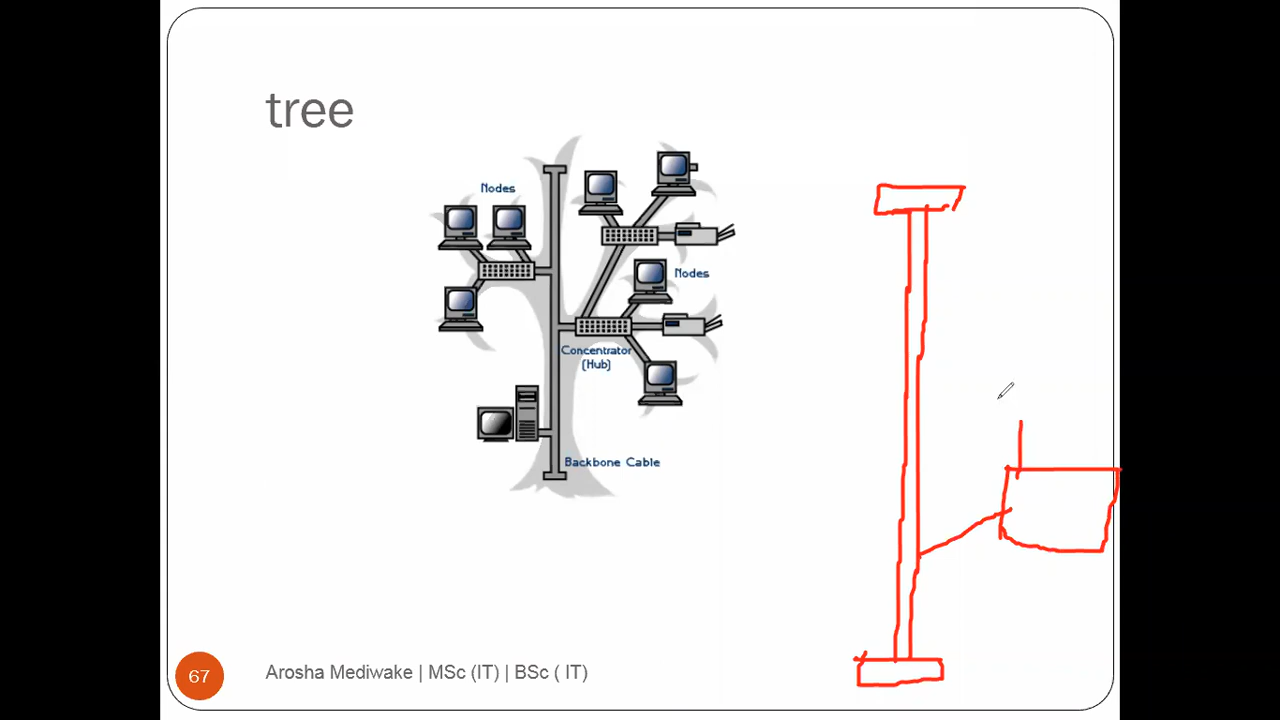 tree
Nodes
Nodes
Concentrator
(Hub)
Backbone Cable
67
Arosha Mediwake | MSc (IT) | BSc ( IT)